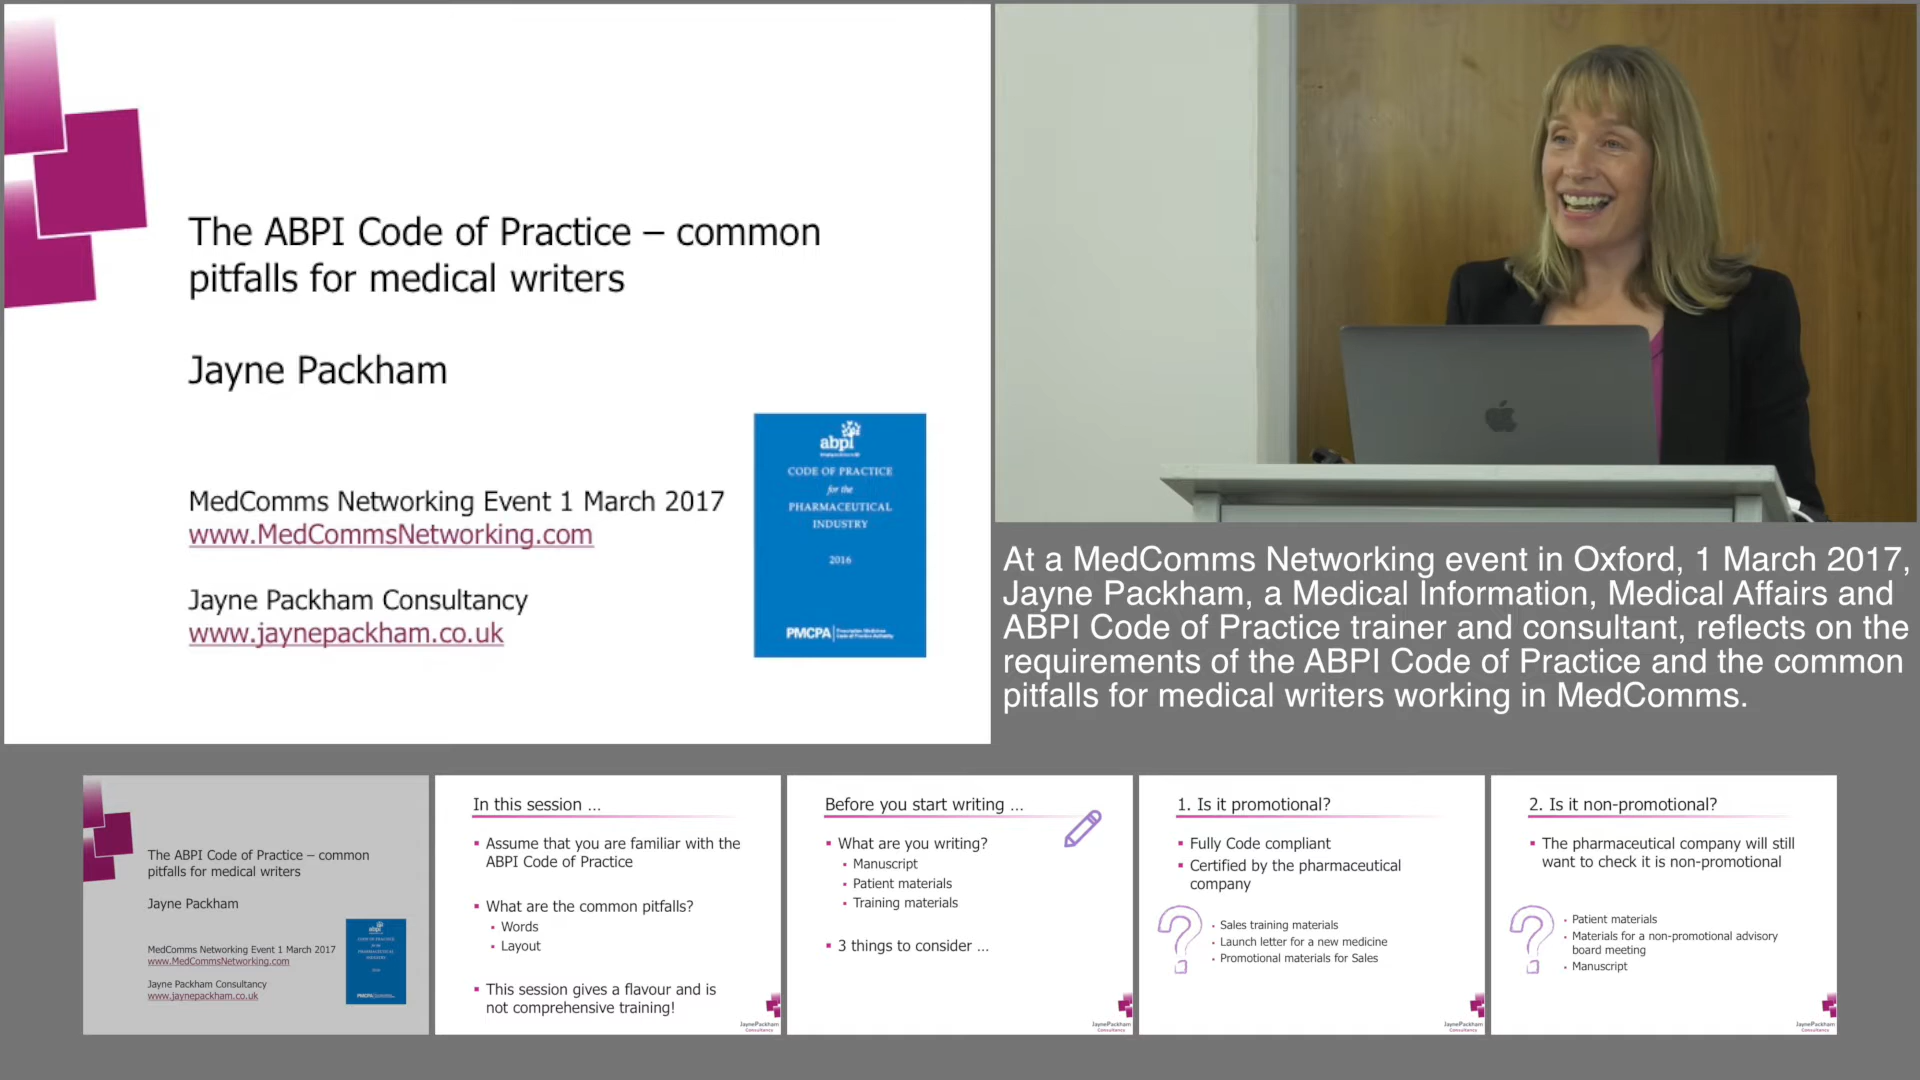 The ABPI Code of Practice – common
pitfalls for medical writers
Jayne Packham
MedComms Networking Event 1 March 2017
www.MedCommsNetworking.com
Jayne Packham Consultancy
www.jaynepackham.co.uk
abpi
CODE OF PRACTICE
for the
PHARMACEUTICAL
INDUSTRY
2016
PMCPA
At a MedComms Networking event in Oxford, 1 March 2017,
Jayne Packham, a Medical Information, Medical Affairs and
ABPI Code of Practice trainer and consultant, reflects on the
requirements of the ABPI Code of Practice and the common
pitfalls for medical writers working in MedComms.
The ABPI Code of Practice – common
pitfalls for medical writers
Jayne Packham
MedComms Networking Event 1 March 2017
www.MedCommsNetworking.com
Jayne Packham Consultancy
www.jaynepackham.co.uk
In this session ...
Assume that you are familiar with the
ABPI Code of Practice
What are the common pitfalls?
Words
Layout
This session gives a flavour and is
not comprehensive training!
JaynePackham
Consultancy
Before you start writing ...
What are you writing?
Manuscript
Patient materials
Training materials
3 things to consider ...
JaynePackham
Consultancy
1. Is it promotional?
Fully Code compliant
Certified by the pharmaceutical
company
Sales training materials
Launch letter for a new medicine
Promotional materials for Sales
JaynePackham
Consultancy
2. Is it non-promotional?
The pharmaceutical company will still
want to check it is non-promotional
Patient materials
Materials for a non-promotional advisory
board meeting
Manuscript
JaynePackham
Consultancy